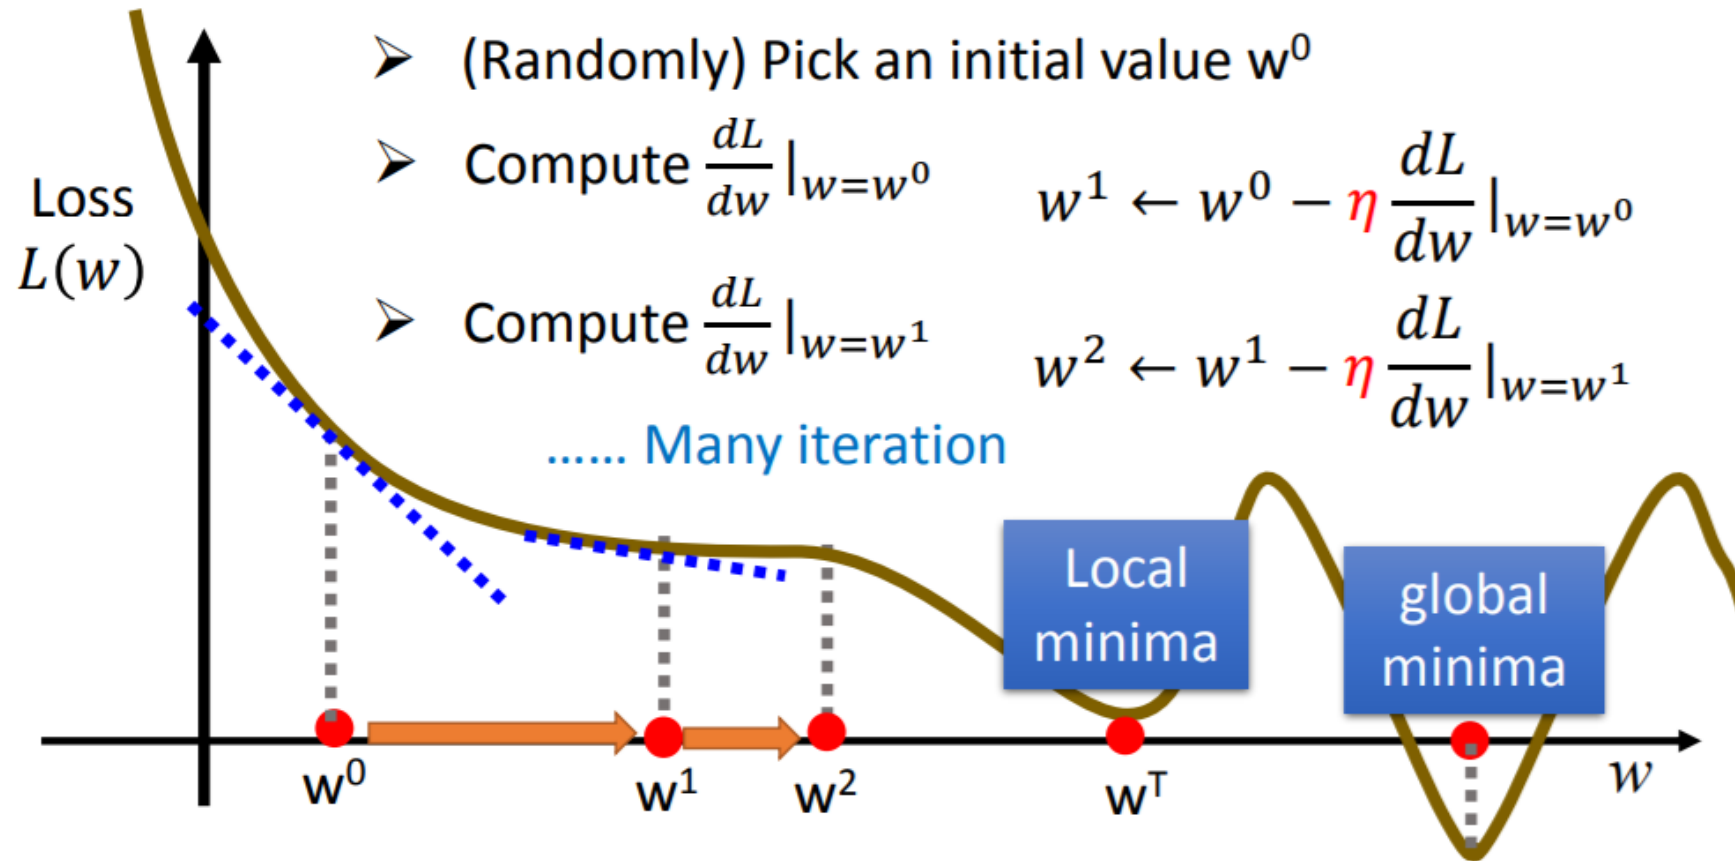 ➢ (Randomly) Pick an initial value w⁰
➢ Compute dL/dw |w=w⁰
w¹ ← w⁰ − η dL/dw |w=w⁰
Loss
L(w)
➢ Compute dL/dw |w=w¹
w² ← w¹ − η dL/dw |w=w¹
...... Many iteration
Local
minima
global
minima
w⁰
w¹
w²
wᵀ
w